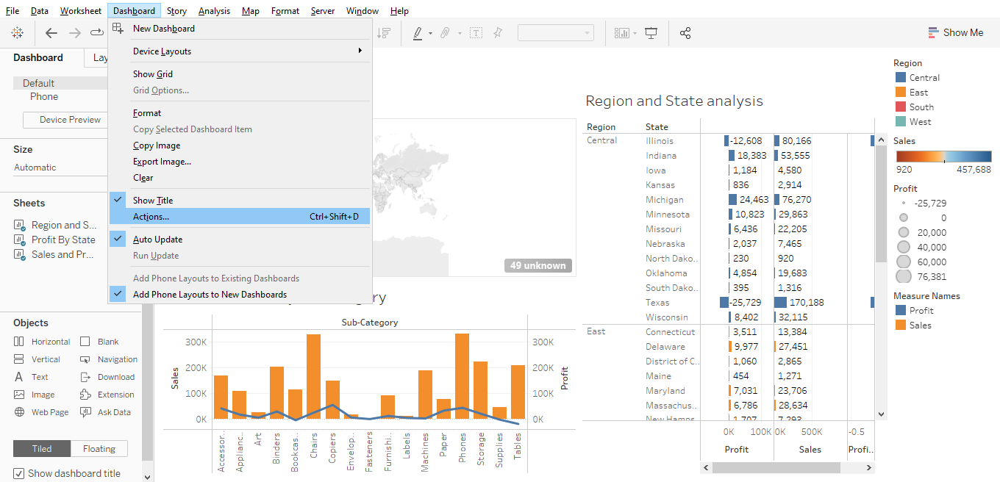 File Data Worksheet Dashboard Story Analysis Map Format Server Window Help
Show Me
Dashboard
Default
Phone
Device Preview
Size
Automatic
Sheets
Region and S...
Profit By State
Sales and Pr...
Objects
Horizontal Blank
Vertical Navigation
Text Download
Image Extension
Web Page Ask Data
Tiled Floating
Show dashboard title
New Dashboard
Device Layouts
Show Grid
Grid Options...
Format
Copy Selected Dashboard Item
Copy Image
Export Image...
Clear
Show Title
Actions... Ctrl+Shift+D
Auto Update
Run Update
Add Phone Layouts to Existing Dashboards
Add Phone Layouts to New Dashboards
49 unknown
Sub-Category
300K 300K
200K 200K
100K 100K
0K 0K
Sales
Profit
Accessor..
Applianc..
Art
Binders
Bookcas..
Chairs
Copiers
Envelop..
Fasteners
Furnishi..
Labels
Machines
Paper
Phones
Storage
Supplies
Tables
Region and State analysis
Region State
Central Illinois -12,608 80,166
Indiana 18,383 53,555
Iowa 1,184 4,580
Kansas 836 2,914
Michigan 24,463 76,270
Minnesota 10,823 29,863
Missouri 6,436 22,205
Nebraska 2,037 7,465
North Dako.. 230 920
Oklahoma 4,854 19,683
South Dako.. 395 1,316
Texas -25,729 170,188
Wisconsin 8,402 32,115
East Connecticut 3,511 13,384
Delaware 9,977 27,451
District of C.. 1,060 2,865
Maine 454 1,271
Maryland 7,031 23,706
Massachus.. 6,786 28,634
New Hamps.. 1,707 7,293
0K 100K 0K 500K -0.5
Profit Sales Profi..
Region
Central
East
South
West
Sales
920 457,688
Profit
-25,729
0
20,000
40,000
60,000
76,381
Measure Names
Profit
Sales